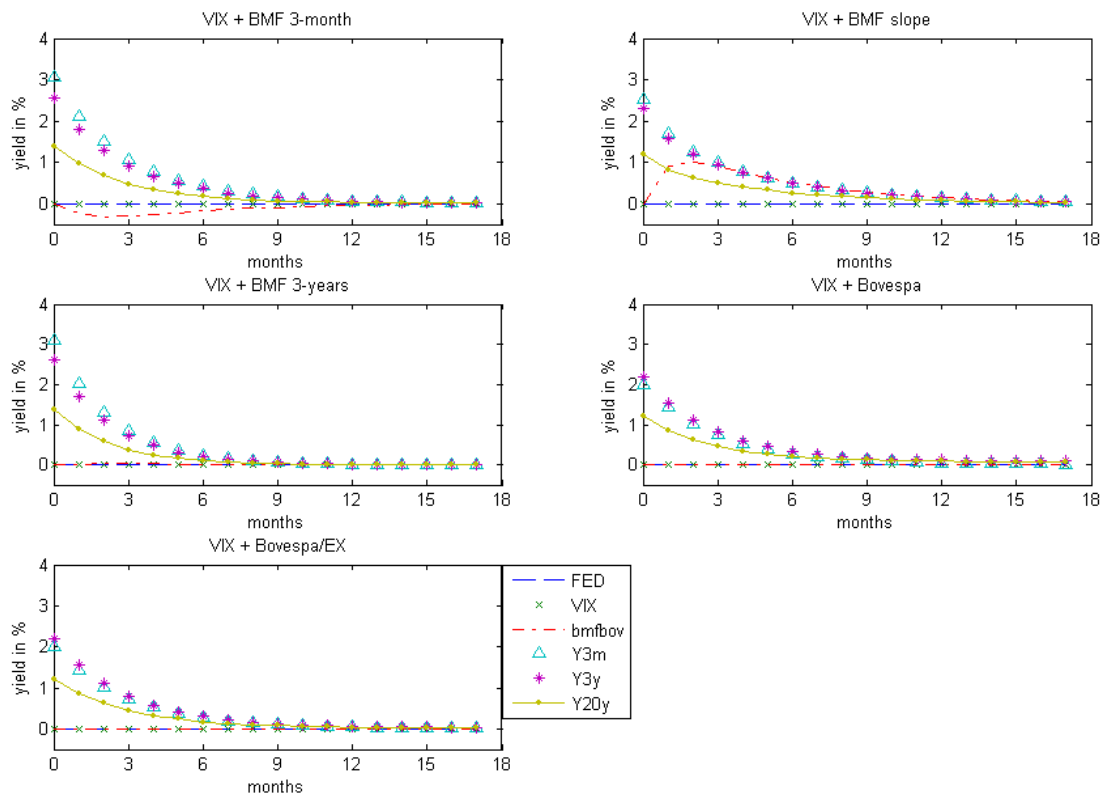 VIX + BMF 3-month
4
3
2
1
0
yield in %
0 3 6 9 12 15 18
months
VIX + BMF slope
4
3
2
1
0
yield in %
0 3 6 9 12 15 18
months
VIX + BMF 3-years
4
3
2
1
0
yield in %
0 3 6 9 12 15 18
months
VIX + Bovespa
4
3
2
1
0
yield in %
0 3 6 9 12 15 18
months
VIX + Bovespa/EX
4
3
2
1
0
yield in %
0 3 6 9 12 15 18
months
FED
VIX
bmfbov
Y3m
Y3y
Y20y